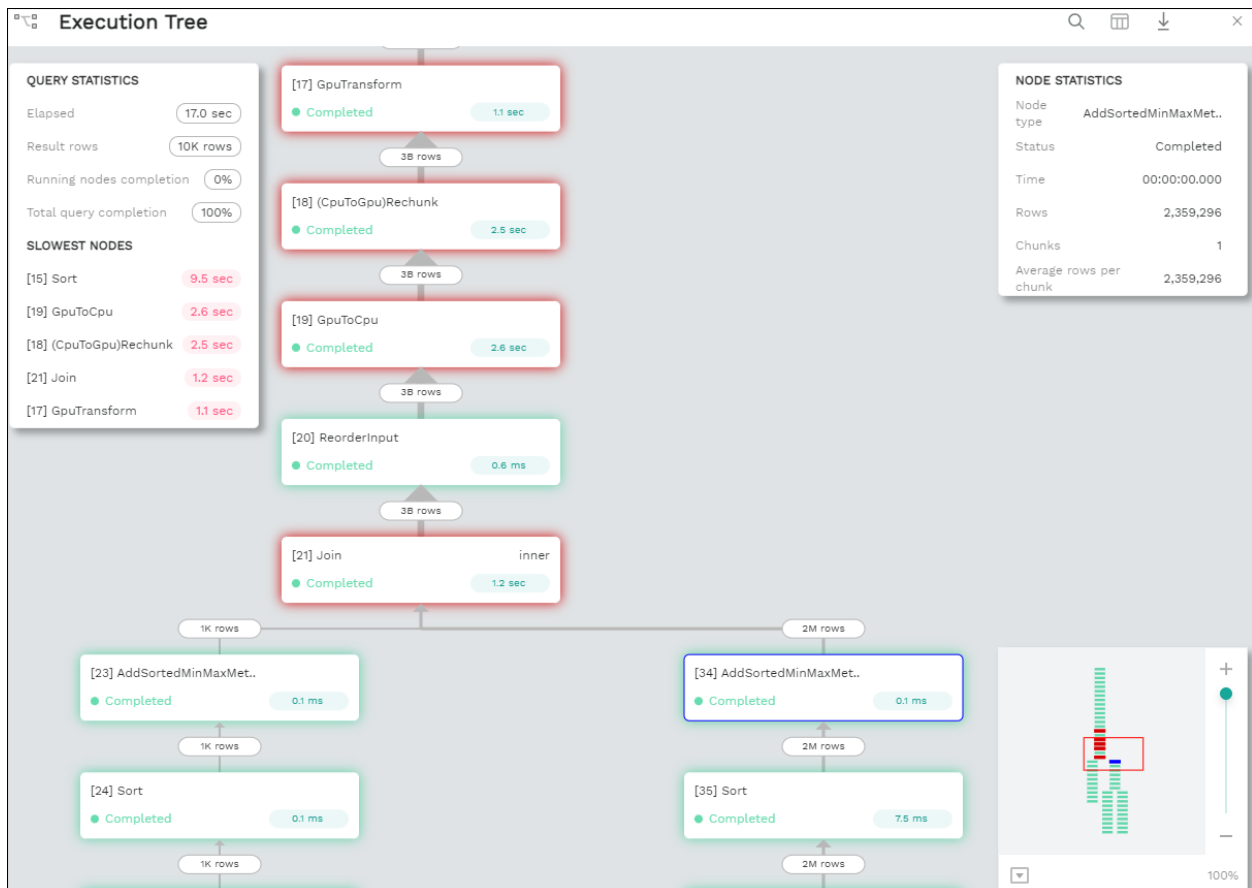 Execution Tree
QUERY STATISTICS
Elapsed 17.0 sec
Result rows 10K rows
Running nodes completion 0%
Total query completion 100%
SLOWEST NODES
[15] Sort 9.5 sec
[19] GpuToCpu 2.6 sec
[18] (CpuToGpu)Rechunk 2.5 sec
[21] Join 1.2 sec
[17] GpuTransform 1.1 sec
[17] GpuTransform
Completed 1.1 sec
3B rows
[18] (CpuToGpu)Rechunk
Completed 2.5 sec
3B rows
[19] GpuToCpu
Completed 2.6 sec
3B rows
[20] ReorderInput
Completed 0.6 ms
3B rows
[21] Join inner
Completed 1.2 sec
1K rows
[23] AddSortedMinMaxMet..
Completed 0.1 ms
1K rows
[24] Sort
Completed 0.1 ms
1K rows
2M rows
[34] AddSortedMinMaxMet..
Completed 0.1 ms
2M rows
[35] Sort
Completed 7.5 ms
2M rows
NODE STATISTICS
Node
type AddSortedMinMaxMet..
Status Completed
Time 00:00:00.000
Rows 2,359,296
Chunks 1
Average rows per
chunk 2,359,296
100%